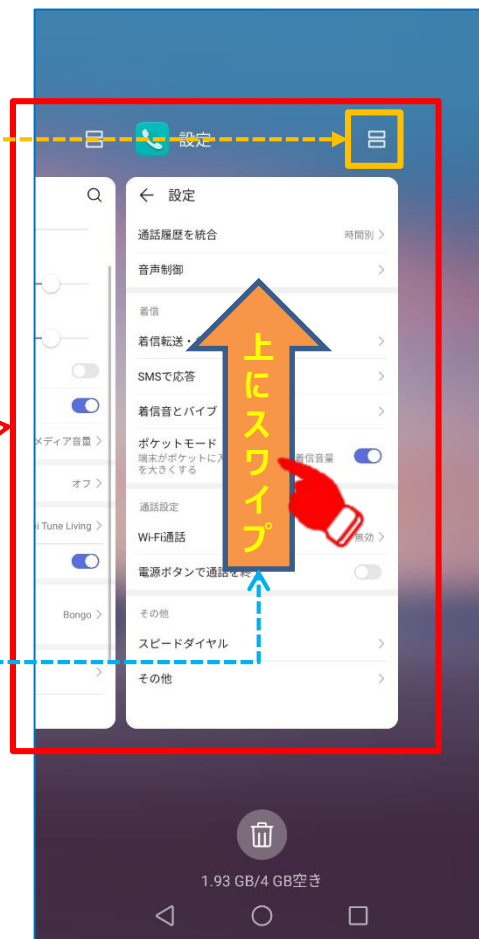 設定
設定
通話履歴を統合
時間別
音声制御
着信
着信転送・
SMSで応答
着信音とバイブ
ポケットモード
端末がポケットに入
着信音量
を大きくする
通話設定
Wi-Fi通話
無効
電源ボタンで通話を終
その他
スピードダイヤル
その他
上にスワイプ
メディア音量
オフ
i Tune Living
Bongo
1.93 GB/4 GB空き